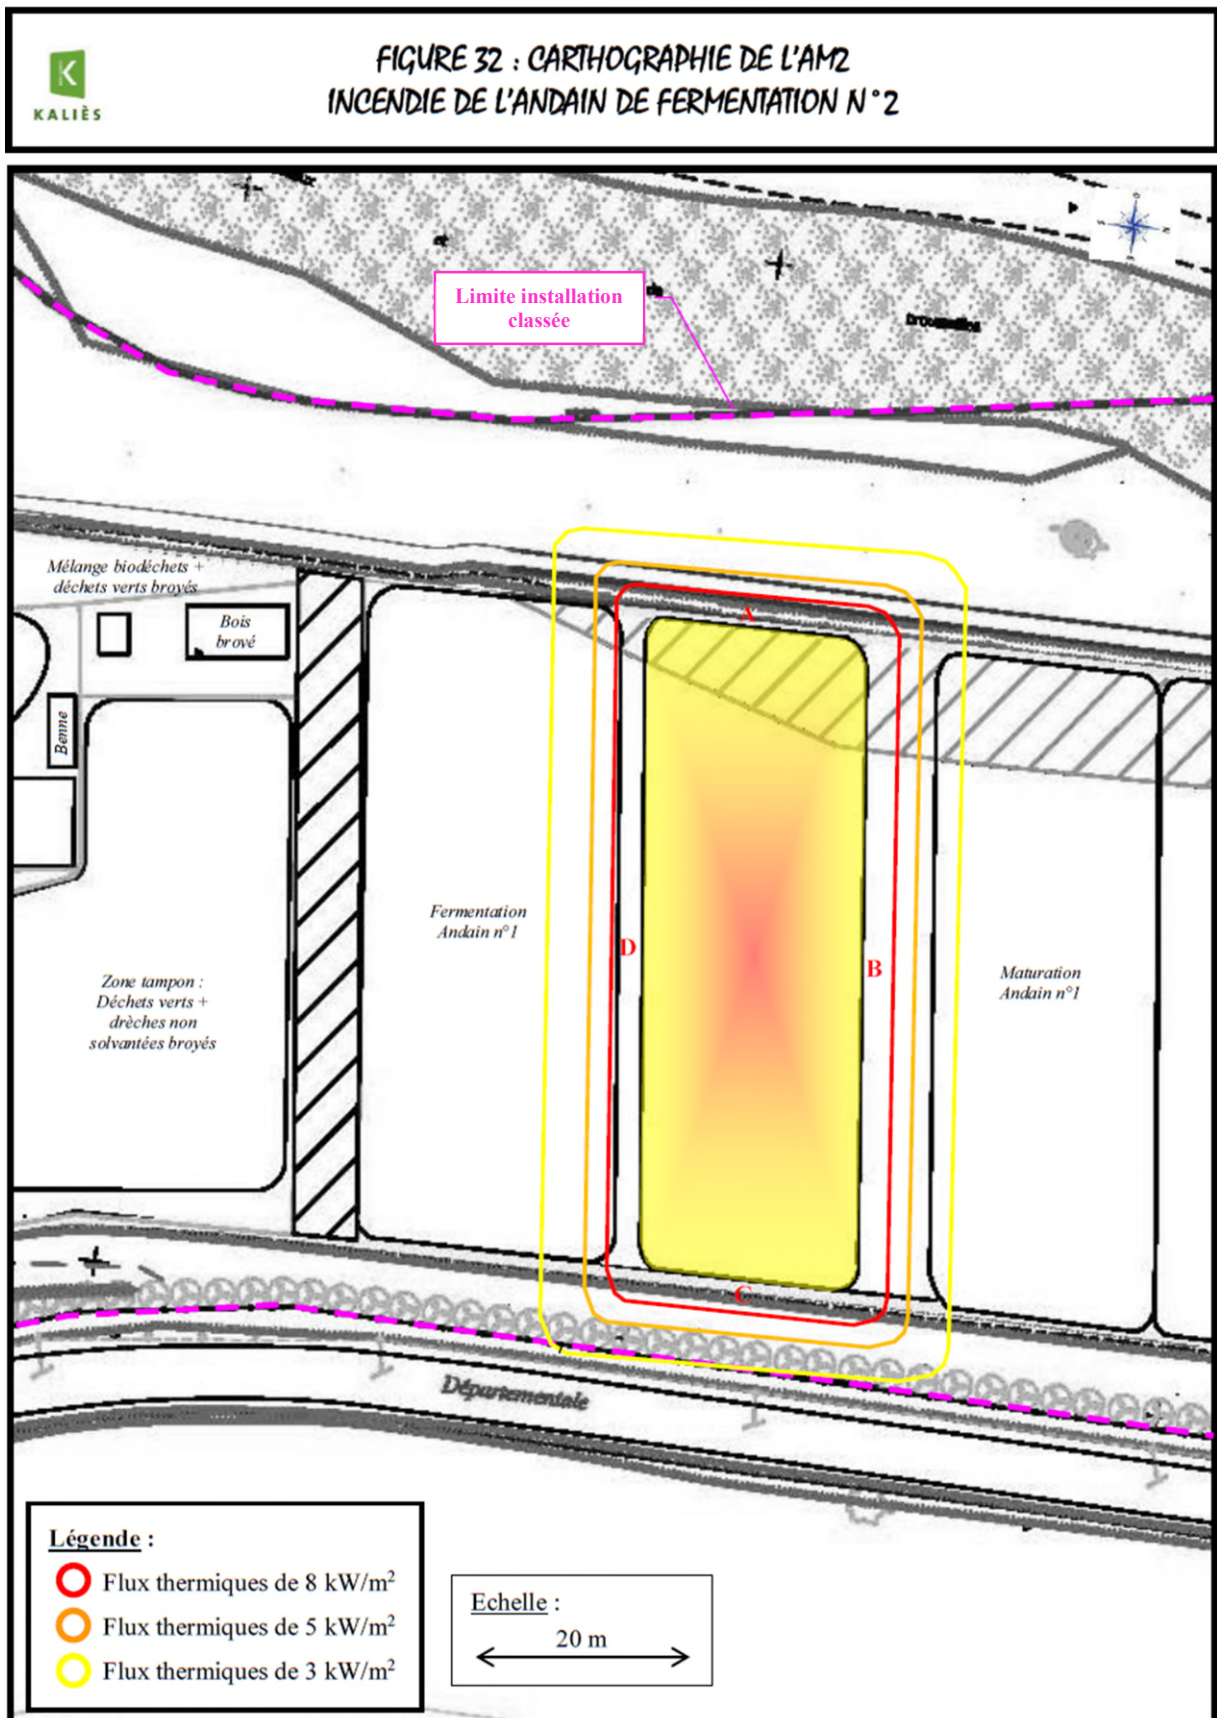 FIGURE 32 : CARTHOGRAPHIE DE L'AM2
INCENDIE DE L'ANDAIN DE FERMENTATION N°2
KALIÈS
Limite installation
classée
Mélange biodéchets +
déchets verts broyés
Bois
brové
Benne
A
Fermentation
Andain n°1
D
B
Maturation
Andain n°1
Zone tampon :
Déchets verts +
drèches non
solvantées broyés
C
Départementale
Légende :
Flux thermiques de 8 kW/m²
Flux thermiques de 5 kW/m²
Flux thermiques de 3 kW/m²
Echelle :
20 m